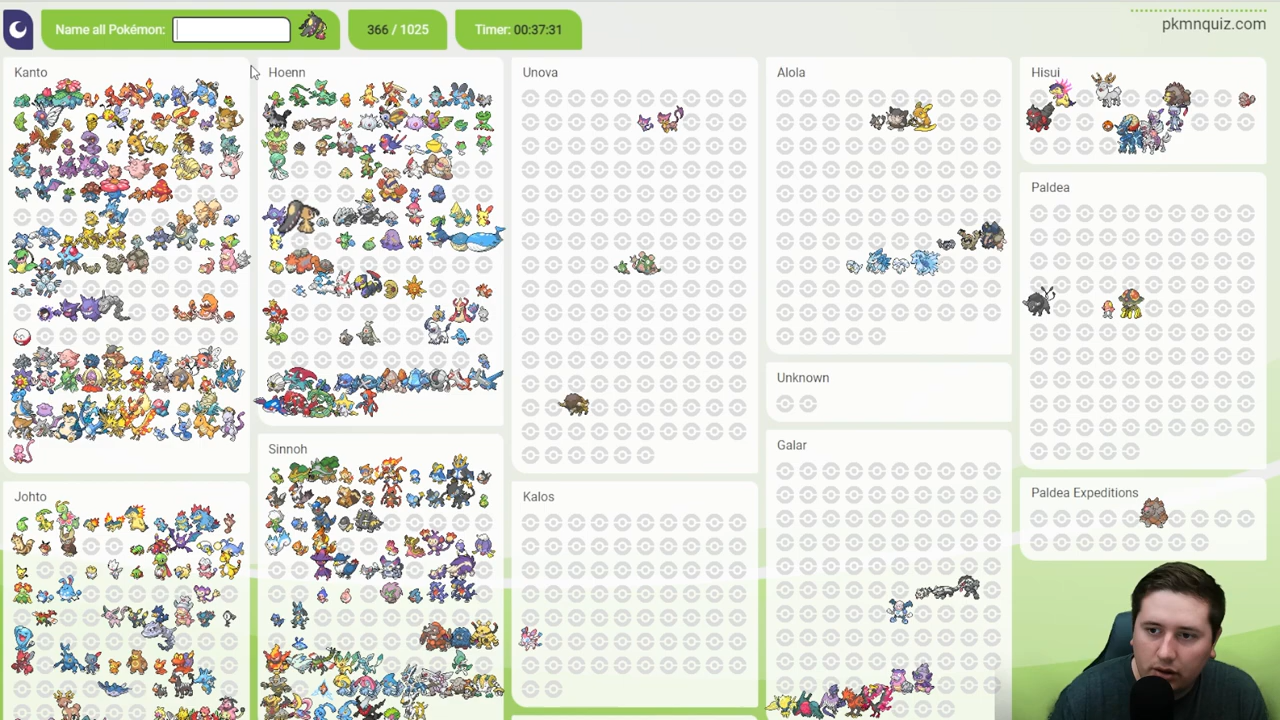 Name all Pokémon:
366 / 1025
Timer: 00:37:31
pkmnquiz.com
Kanto
Hoenn
Unova
Alola
Hisui
Paldea
Unknown
Galar
Sinnoh
Johto
Kalos
Paldea Expeditions